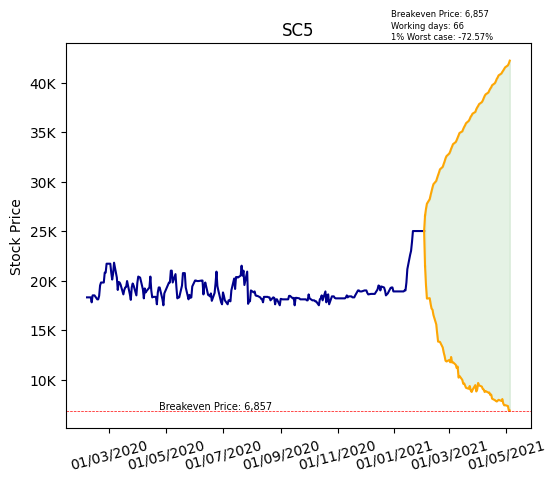 Breakeven Price: 6,857
Working days: 66
1% Worst case: -72.57%
SC5
Stock Price
40K
35K
30K
25K
20K
15K
10K
Breakeven Price: 6,857
01/03/2020
01/05/2020
01/07/2020
01/09/2020
01/11/2020
01/01/2021
01/03/2021
01/05/2021